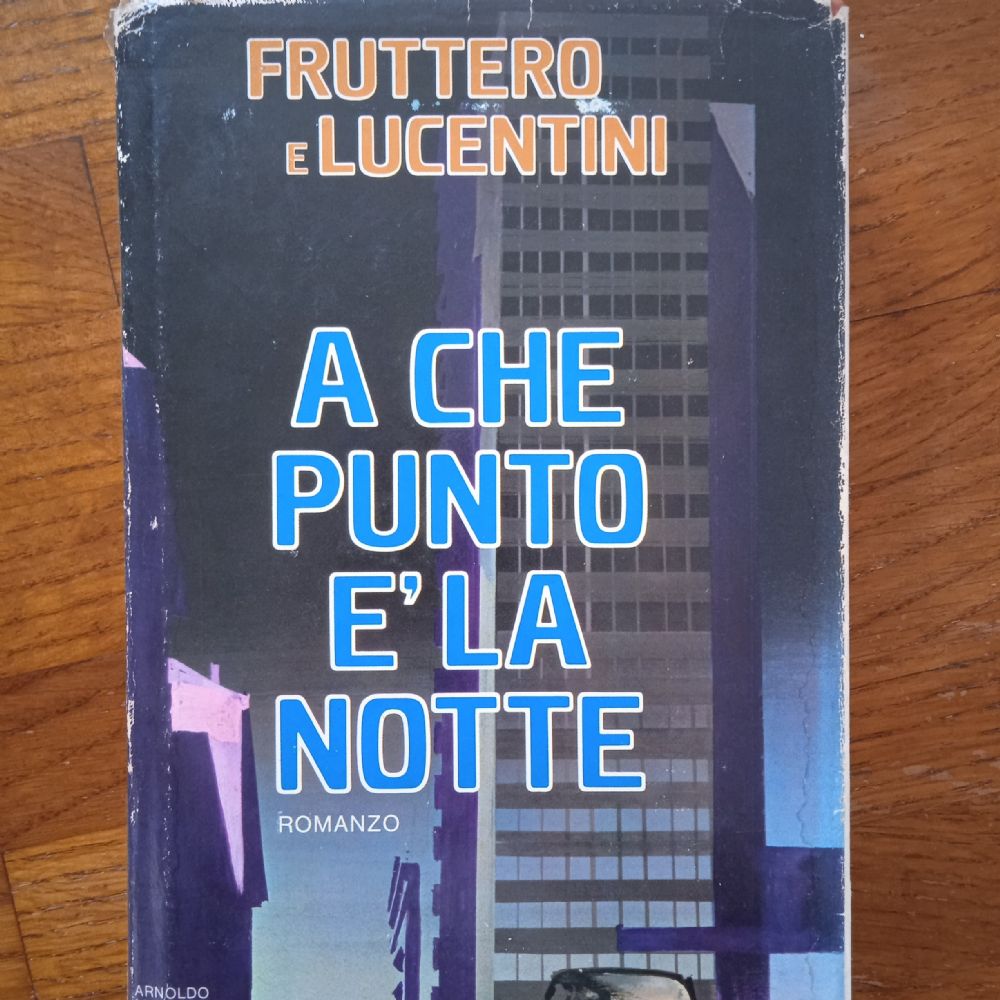 FRUTTERO
E LUCENTINI
A CHE
PUNTO
E' LA
NOTTE
ROMANZO
ARNOLDO